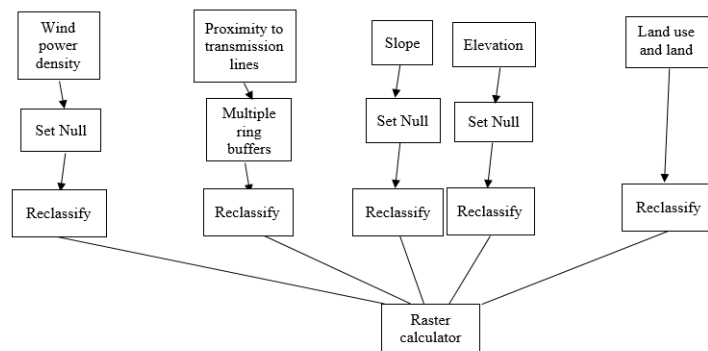 Wind
power
density
Proximity to
transmission
lines
Slope
Elevation
Land use
and land
Set Null
Multiple
ring
buffers
Set Null
Set Null
Reclassify
Reclassify
Reclassify
Reclassify
Reclassify
Raster
calculator